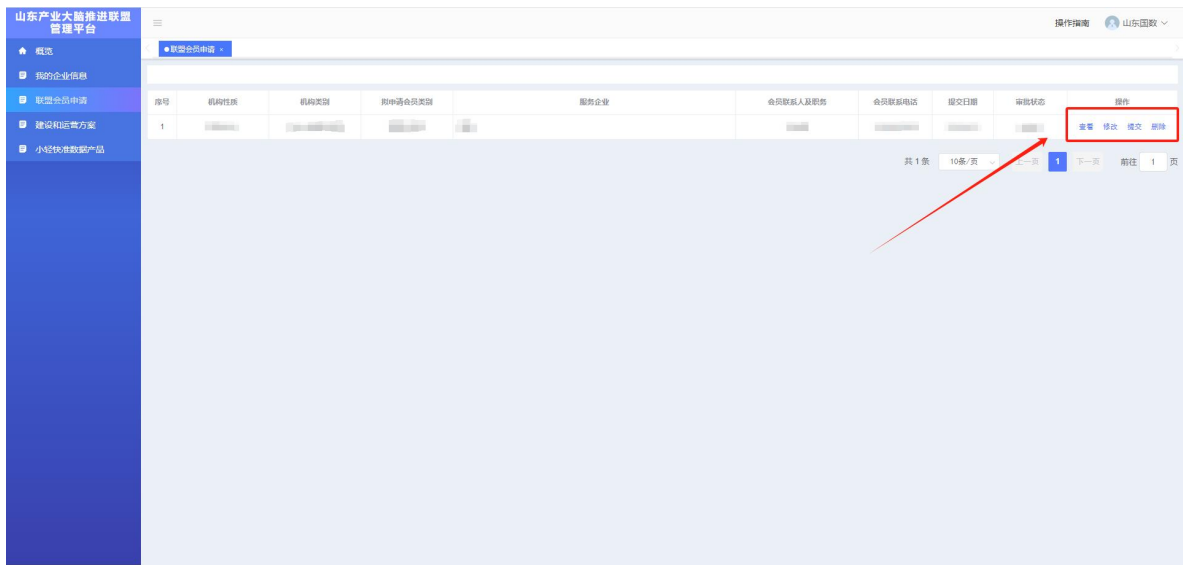 山东产业大脑推进联盟
管理平台
操作指南 山东国数
概览
联盟会员申请 ×
我的企业信息
联盟会员申请
建设和运营方案
小轻快准数据产品
序号 机构性质 机构类别 拟申请会员类别 服务企业 会员联系人及职务 会员联系电话 提交日期 审批状态 操作
1 查看 修改 提交 删除
共 1 条 10条/页 上一页 1 下一页 前往 1 页